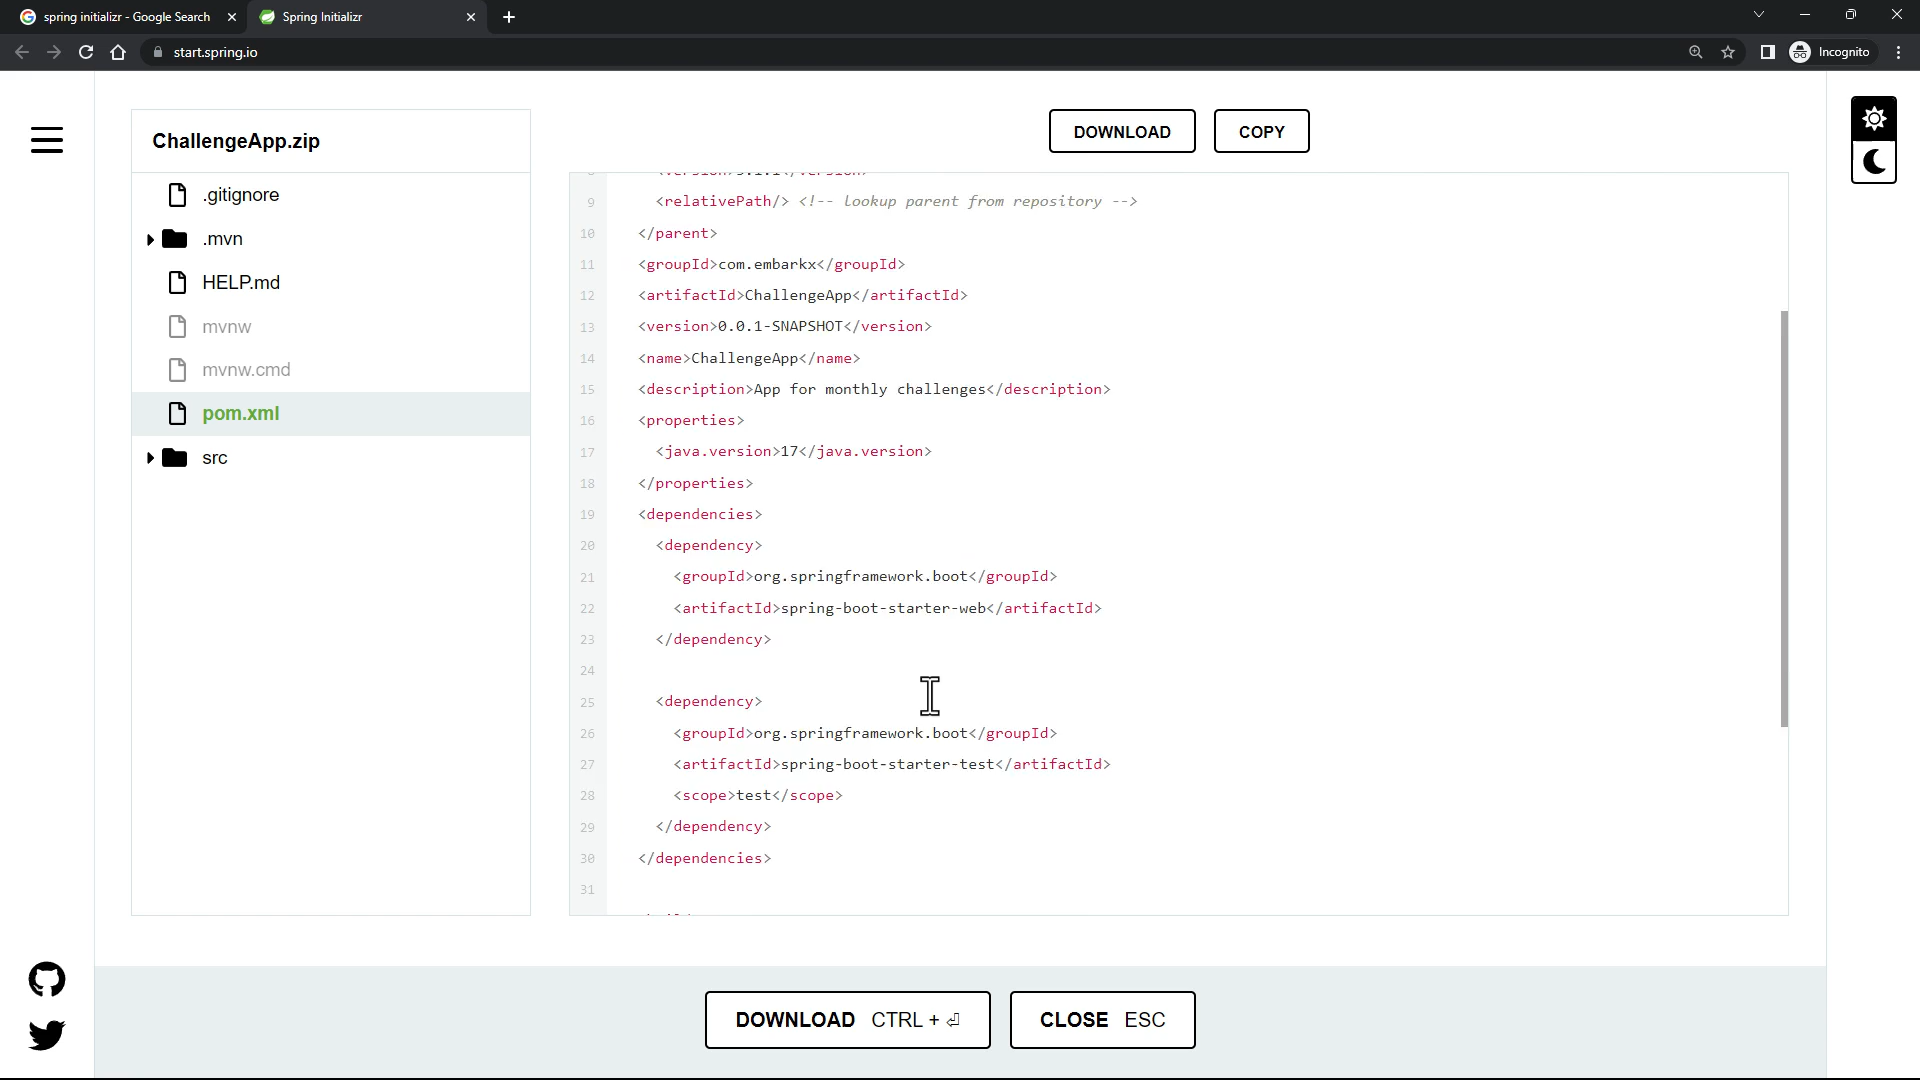 spring initializr - Google Search
Spring Initializr
start.spring.io
Incognito
ChallengeApp.zip
DOWNLOAD
COPY
.gitignore
.mvn
HELP.md
mvnw
mvnw.cmd
pom.xml
src
9 <relativePath/> <!-- lookup parent from repository -->
10 </parent>
11 <groupId>com.embarkx</groupId>
12 <artifactId>ChallengeApp</artifactId>
13 <version>0.0.1-SNAPSHOT</version>
14 <name>ChallengeApp</name>
15 <description>App for monthly challenges</description>
16 <properties>
17 <java.version>17</java.version>
18 </properties>
19 <dependencies>
20 <dependency>
21 <groupId>org.springframework.boot</groupId>
22 <artifactId>spring-boot-starter-web</artifactId>
23 </dependency>
24
25 <dependency>
26 <groupId>org.springframework.boot</groupId>
27 <artifactId>spring-boot-starter-test</artifactId>
28 <scope>test</scope>
29 </dependency>
30 </dependencies>
31
DOWNLOAD CTRL + ⏎
CLOSE ESC